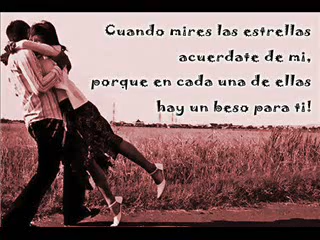 Cuando mires las estrellas
acuerdate de mi,
porque en cada una de ellas
hay un beso para ti!